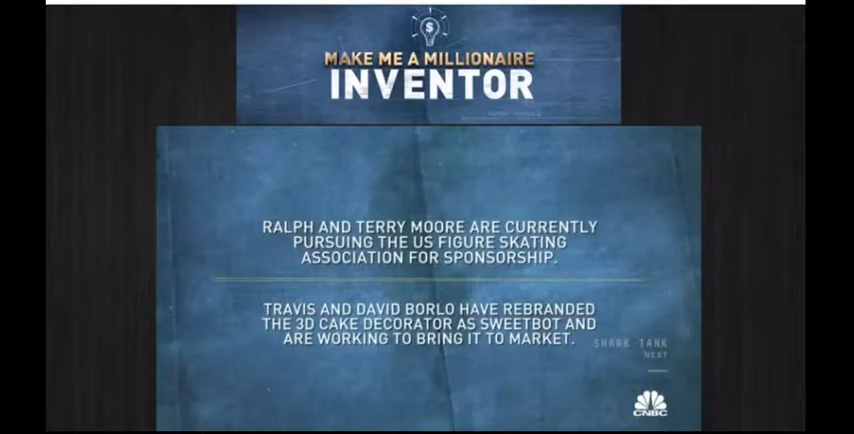 $
MAKE ME A MILLIONAIRE
INVENTOR
RALPH AND TERRY MOORE ARE CURRENTLY
PURSUING THE US FIGURE SKATING
ASSOCIATION FOR SPONSORSHIP.
TRAVIS AND DAVID BORLO HAVE REBRANDED
THE 3D CAKE DECORATOR AS SWEETBOT AND
ARE WORKING TO BRING IT TO MARKET.
SHARK TANK
NEXT
CNBC